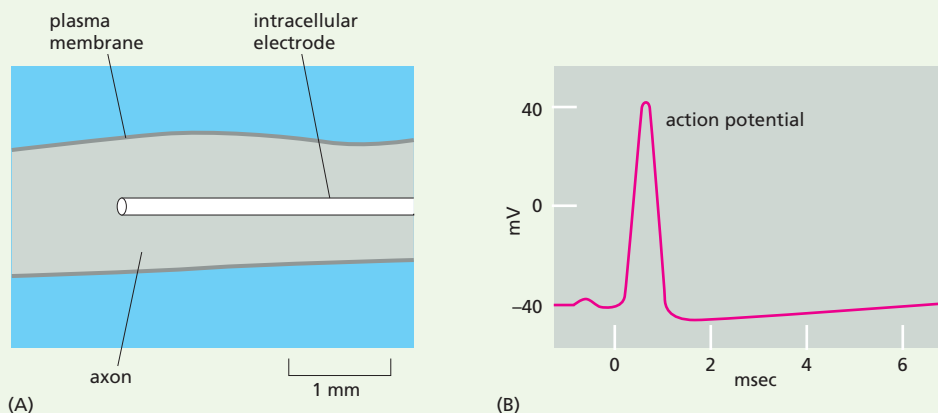 plasma
membrane
intracellular
electrode
axon
1 mm
(A)
40
action potential
0
mV
–40
0 2 4 6
msec
(B)